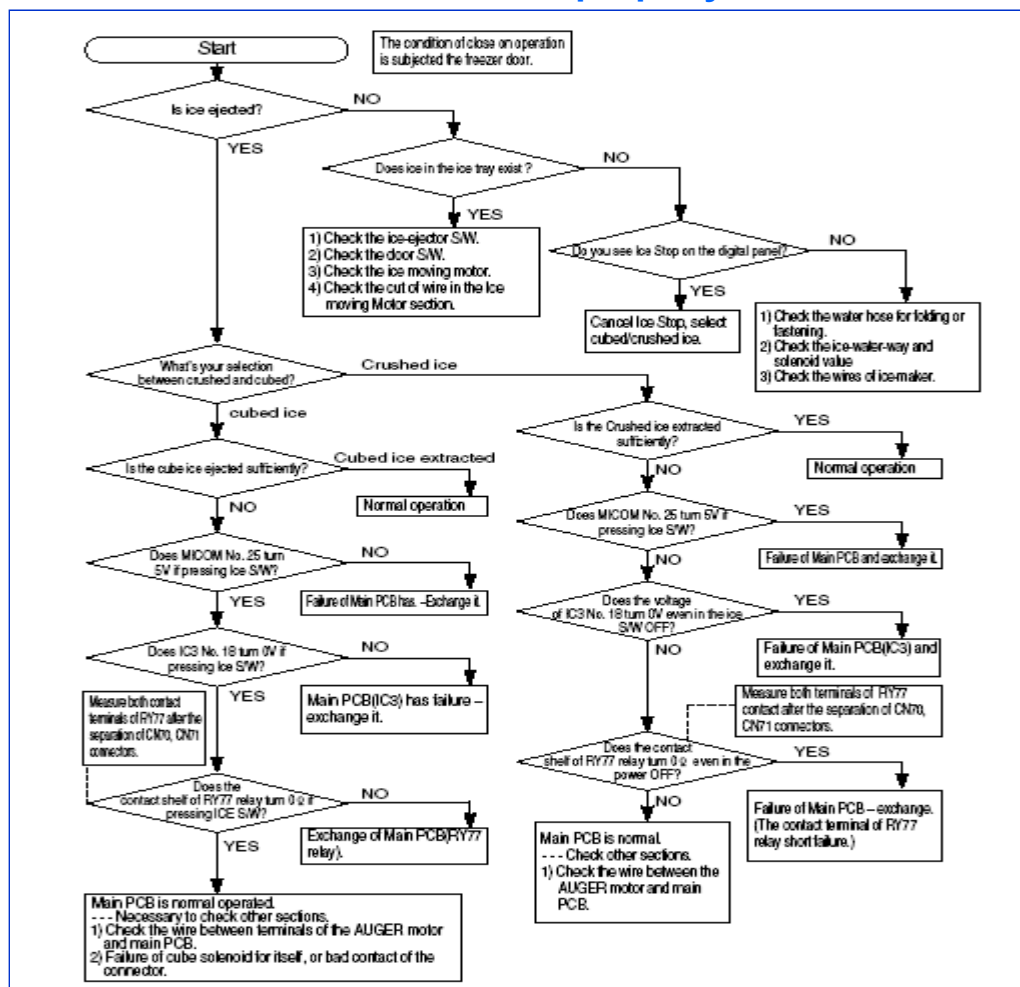 Start
The condition of close on operation
is subjected the freezer door.
Is ice ejected?
NO
YES
Does ice in the ice tray exist ?
NO
YES
1) Check the ice-ejector S/W.
2) Check the door S/W.
3) Check the ice moving motor.
4) Check the cut of wire in the Ice
moving Motor section.
Do you see Ice Stop on the digital panel?
NO
YES
Cancel Ice Stop, select
cubed/crushed ice.
1) Check the water hose for folding or
fastening.
2) Check the ice-water-way and
solenoid value
3) Check the wires of ice-maker.
What's your selection
between crushed and cubed?
Crushed ice
cubed ice
Is the Crushed ice extracted
sufficiently?
YES
NO
Normal operation
Is the cube ice ejected sufficiently?
Cubed ice extracted
NO
Normal operation
Does MICOM No. 25 turn 5V if
pressing Ice S/W?
YES
NO
Failure of Main PCB and exchange it.
Does MICOM No. 25 turn
5V if pressing Ice S/W?
NO
YES
Failure of Main PCB has. –Exchange it.
Does the voltage
of IC3 No. 18 turn 0V even in the ice
S/W OFF?
YES
NO
Failure of Main PCB(IC3) and
exchange it.
Does IC3 No. 18 turn 0V if
pressing Ice S/W?
NO
YES
Main PCB(IC3) has failure –
exchange it.
Measure both contact
terminals of RY77 after the
separation of CN70, CN71
connectors.
Measure both terminals of RY77
contact after the separation of CN70,
CN71 connectors.
Does the contact
shelf of RY77 relay turn 0Ω even in the
power OFF?
YES
NO
Failure of Main PCB – exchange.
(The contact terminal of RY77
relay short failure.)
Does the
contact shelf of RY77 relay turn 0Ω if
pressing ICE S/W?
NO
YES
Exchange of Main PCB(RY77
relay).
Main PCB is normal.
- - - Check other sections.
1) Check the wire between the
AUGER motor and main
PCB.
Main PCB is normal operated.
- - - Necessary to check other sections.
1) Check the wire between terminals of the AUGER motor
and main PCB.
2) Failure of cube solenoid for itself, or bad contact of the
connector.